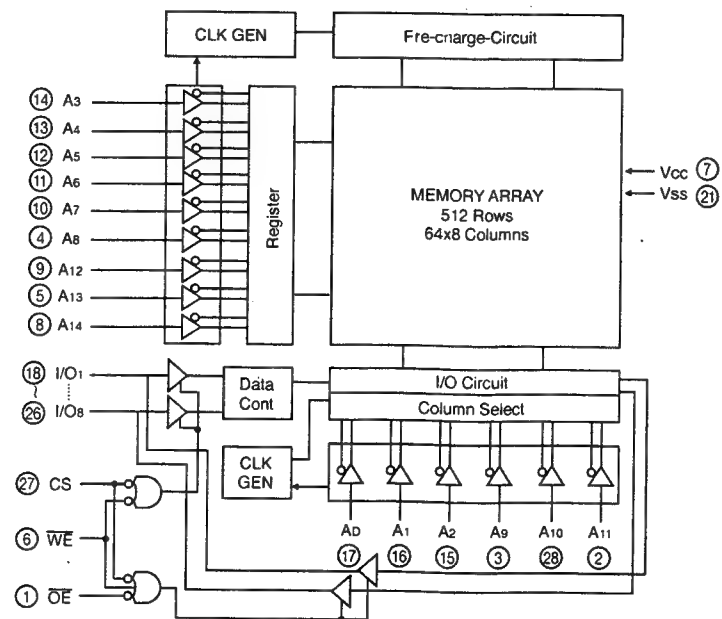 CLK GEN
Fre-cnarge-Circuit
14 A3
13 A4
12 A5
11 A6
10 A7
4 A8
9 A12
5 A13
8 A14
Register
MEMORY ARRAY
512 Rows
64x8 Columns
Vcc 7
Vss 21
18 I/O1
~
26 I/O8
Data
Cont
I/O Circuit
Column Select
CLK
GEN
27 CS
6 WE
1 OE
AD A1 A2 A9 A10 A11
17 16 15 3 28 2